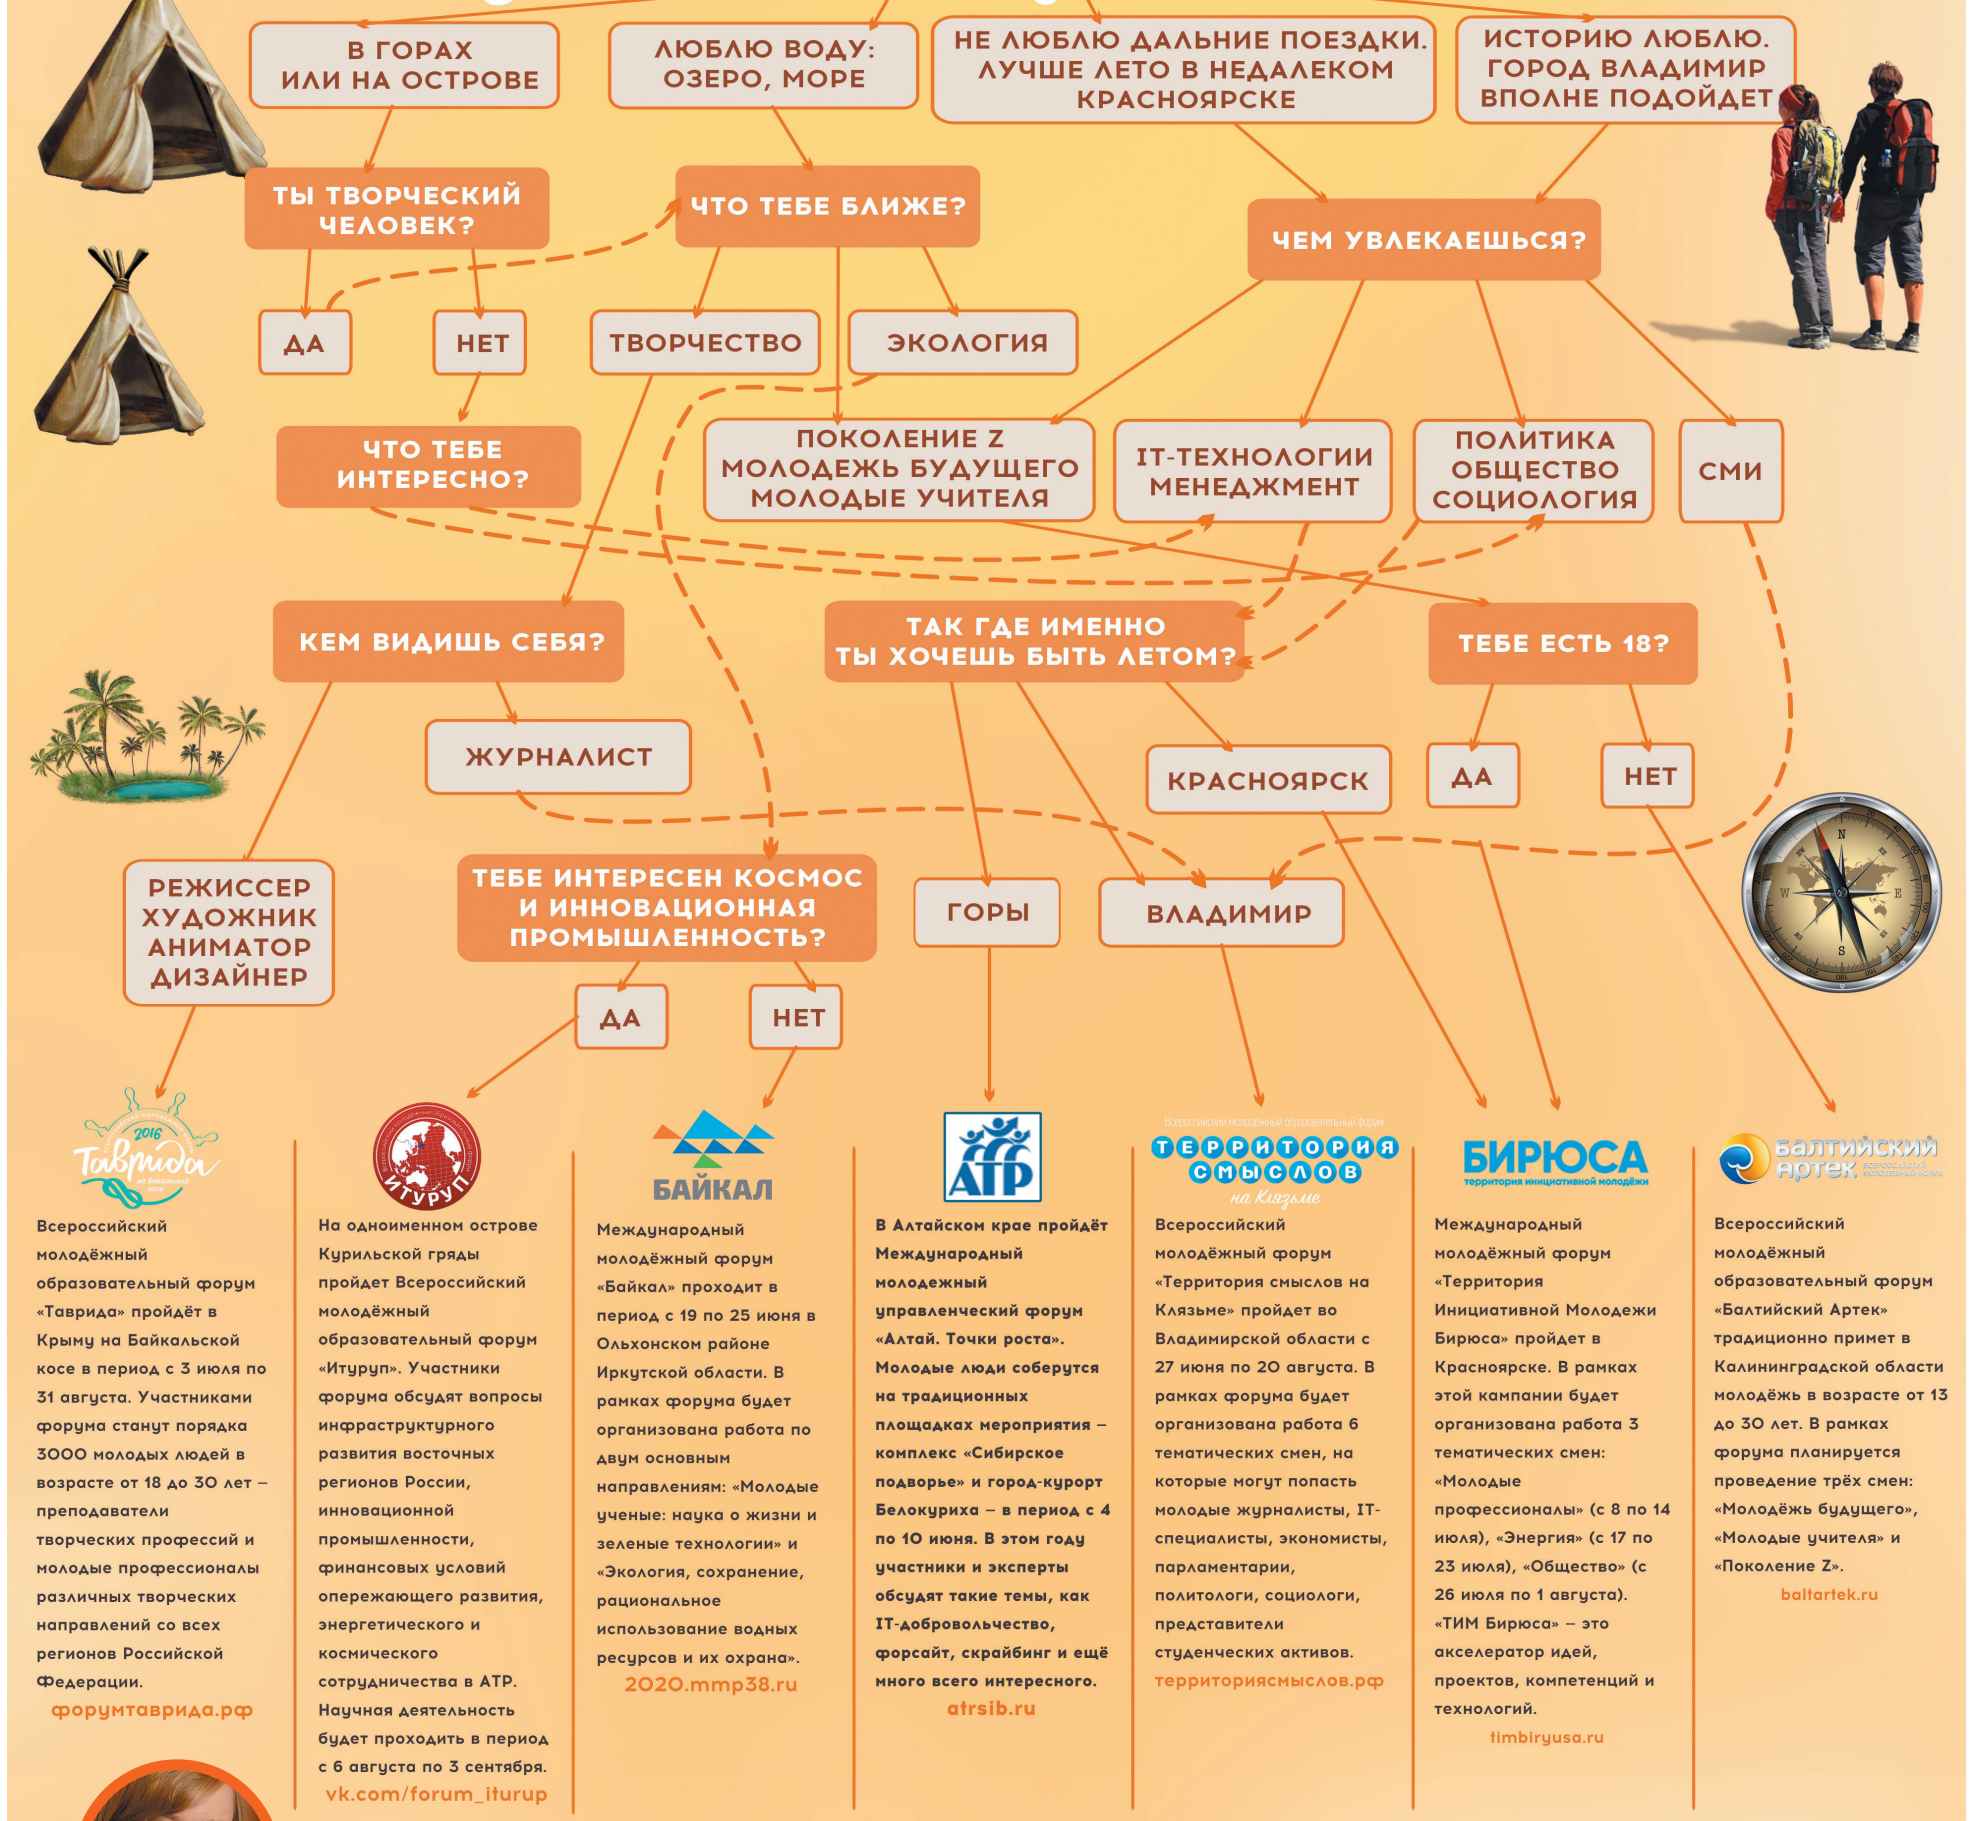 В ГОРАХ
ИЛИ НА ОСТРОВЕ
ЛЮБЛЮ ВОДУ:
ОЗЕРО, МОРЕ
НЕ ЛЮБЛЮ ДАЛЬНИЕ ПОЕЗДКИ.
ЛУЧШЕ ЛЕТО В НЕДАЛЕКОМ
КРАСНОЯРСКЕ
ИСТОРИЮ ЛЮБЛЮ.
ГОРОД ВЛАДИМИР
ВПОЛНЕ ПОДОЙДЕТ
ТЫ ТВОРЧЕСКИЙ
ЧЕЛОВЕК?
ЧТО ТЕБЕ БЛИЖЕ?
ЧЕМ УВЛЕКАЕШЬСЯ?
ДА
НЕТ
ТВОРЧЕСТВО
ЭКОЛОГИЯ
ЧТО ТЕБЕ
ИНТЕРЕСНО?
ПОКОЛЕНИЕ Z
МОЛОДЕЖЬ БУДУЩЕГО
МОЛОДЫЕ УЧИТЕЛЯ
IT-ТЕХНОЛОГИИ
МЕНЕДЖМЕНТ
ПОЛИТИКА
ОБЩЕСТВО
СОЦИОЛОГИЯ
СМИ
КЕМ ВИДИШЬ СЕБЯ?
ТАК ГДЕ ИМЕННО
ТЫ ХОЧЕШЬ БЫТЬ ЛЕТОМ?
ТЕБЕ ЕСТЬ 18?
ЖУРНАЛИСТ
КРАСНОЯРСК
ДА
НЕТ
РЕЖИССЕР
ХУДОЖНИК
АНИМАТОР
ДИЗАЙНЕР
ТЕБЕ ИНТЕРЕСЕН КОСМОС
И ИННОВАЦИОННАЯ
ПРОМЫШЛЕННОСТЬ?
ГОРЫ
ВЛАДИМИР
N
E
S
W
ДА
НЕТ
2016
Таврида
на Бакальской
косе
Всероссийский
молодёжный
образовательный форум
«Таврида» пройдёт в
Крыму на Байкальской
косе в период с 3 июля по
31 августа. Участниками
форума станут порядка
3000 молодых людей в
возрасте от 18 до 30 лет –
преподаватели
творческих профессий и
молодые профессионалы
различных творческих
направлений со всех
регионов Российской
Федерации.
форумтаврида.рф
ИТУРУП
На одноименном острове
Курильской гряды
пройдет Всероссийский
молодёжный
образовательный форум
«Итуруп». Участники
форума обсудят вопросы
инфраструктурного
развития восточных
регионов России,
инновационной
промышленности,
финансовых условий
опережающего развития,
энергетического и
космического
сотрудничества в АТР.
Научная деятельность
будет проходить в период
с 6 августа по 3 сентября.
vk.com/forum_iturup
БАЙКАЛ
Международный
молодёжный форум
«Байкал» проходит в
период с 19 по 25 июня в
Ольхонском районе
Иркутской области. В
рамках форума будет
организована работа по
двум основным
направлениям: «Молодые
ученые: наука о жизни и
зеленые технологии» и
«Экология, сохранение,
рациональное
использование водных
ресурсов и их охрана».
2020.mmp38.ru
АТР
В Алтайском крае пройдёт
Международный
молодежный
управленческий форум
«Алтай. Точки роста».
Молодые люди соберутся
на традиционных
площадках мероприятия –
комплекс «Сибирское
подворье» и город-курорт
Белокуриха – в период с 4
по 10 июня. В этом году
участники и эксперты
обсудят такие темы, как
IT-добровольчество,
форсайт, скрайбинг и ещё
много всего интересного.
atrsib.ru
Всероссийский молодежный образовательный форум
ТЕРРИТОРИЯ
СМЫСЛОВ
на Клязьме
Всероссийский
молодёжный форум
«Территория смыслов на
Клязьме» пройдет во
Владимирской области с
27 июня по 20 августа. В
рамках форума будет
организована работа 6
тематических смен, на
которые могут попасть
молодые журналисты, IT-
специалисты, экономисты,
парламентарии,
политологи, социологи,
представители
студенческих активов.
территориясмыслов.рф
БИРЮСА
территория инициативной молодёжи
Международный
молодёжный форум
«Территория
Инициативной Молодежи
Бирюса» пройдет в
Красноярске. В рамках
этой кампании будет
организована работа 3
тематических смен:
«Молодые
профессионалы» (с 8 по 14
июля), «Энергия» (с 17 по
23 июля), «Общество» (с
26 июля по 1 августа).
«ТИМ Бирюса» – это
акселератор идей,
проектов, компетенций и
технологий.
timbiryusa.ru
БАЛТИЙСКИЙ
АРТЕК
ВСЕРОССИЙСКИЙ
МОЛОДЕЖНЫЙ ФОРУМ
Всероссийский
молодёжный
образовательный форум
«Балтийский Артек»
традиционно примет в
Калининградской области
молодёжь в возрасте от 13
до 30 лет. В рамках
форума планируется
проведение трёх смен:
«Молодёжь будущего»,
«Молодые учителя» и
«Поколение Z».
baltartek.ru